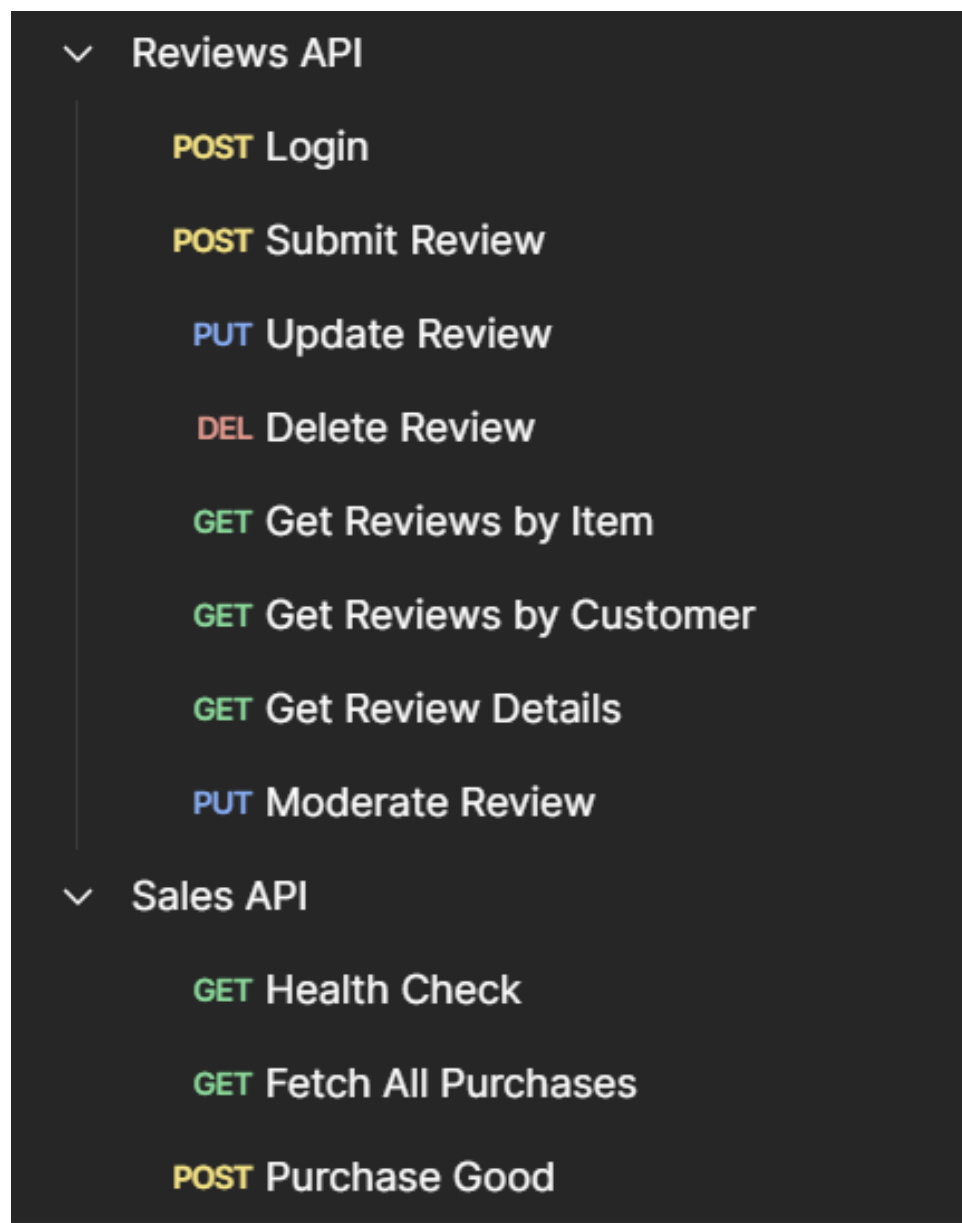 Reviews API
POST Login
POST Submit Review
PUT Update Review
DEL Delete Review
GET Get Reviews by Item
GET Get Reviews by Customer
GET Get Review Details
PUT Moderate Review
Sales API
GET Health Check
GET Fetch All Purchases
POST Purchase Good